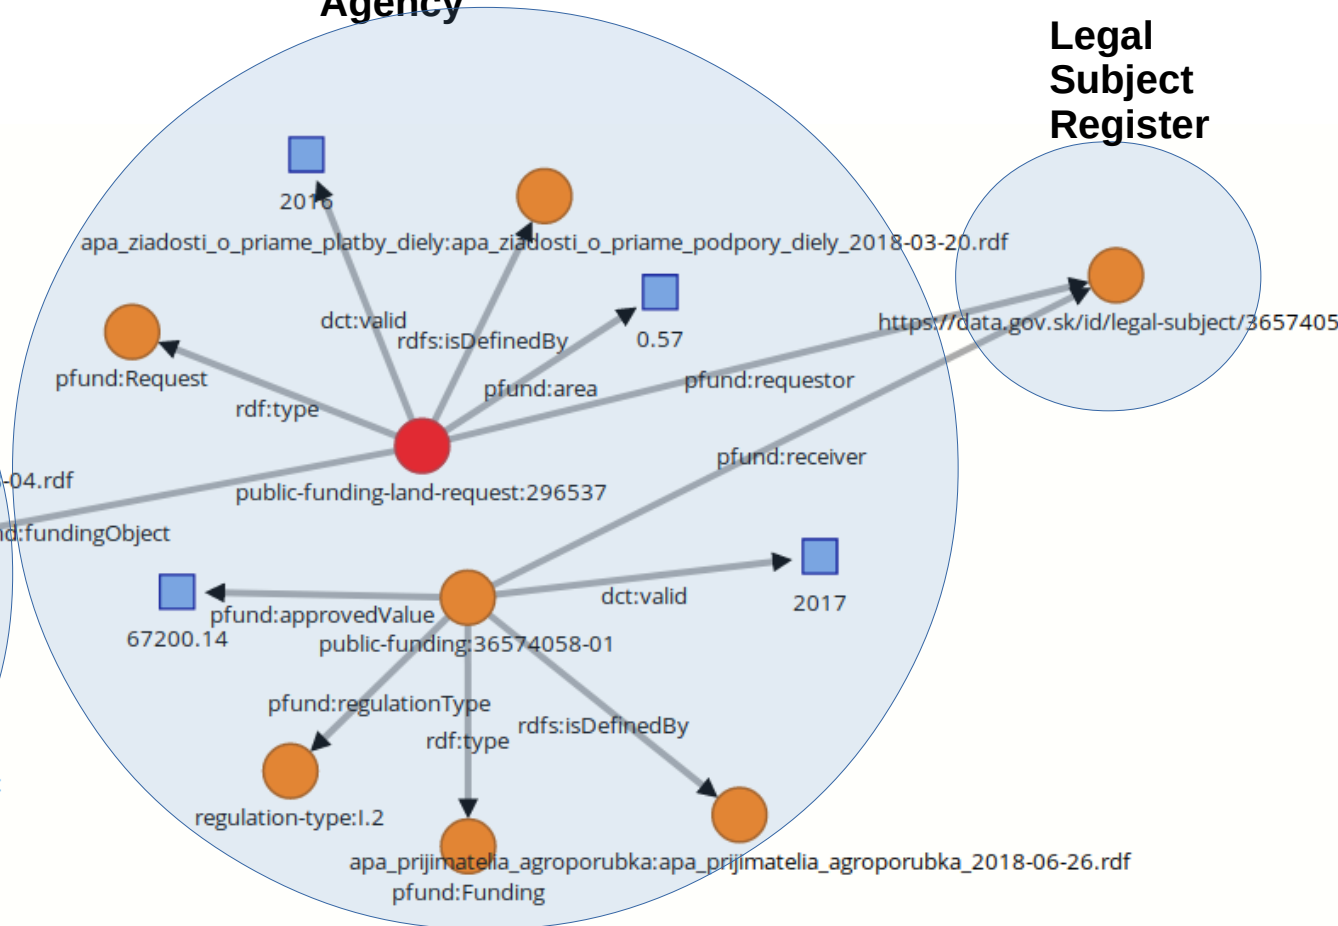 Agency
Legal
Subject
Register
2016
apa_ziadosti_o_priame_platby_diely:apa_ziadosti_o_priame_podpory_diely_2018-03-20.rdf
dct:valid
rdfs:isDefinedBy
0.57
https://data.gov.sk/id/legal-subject/3657405
pfund:Request
rdf:type
pfund:area
pfund:requestor
pfund:receiver
-04.rdf
public-funding-land-request:296537
nd:fundingObject
pfund:approvedValue
dct:valid
2017
67200.14
public-funding:36574058-01
pfund:regulationType
rdf:type
rdfs:isDefinedBy
regulation-type:I.2
apa_prijimatelia_agroporubka:apa_prijimatelia_agroporubka_2018-06-26.rdf
pfund:Funding